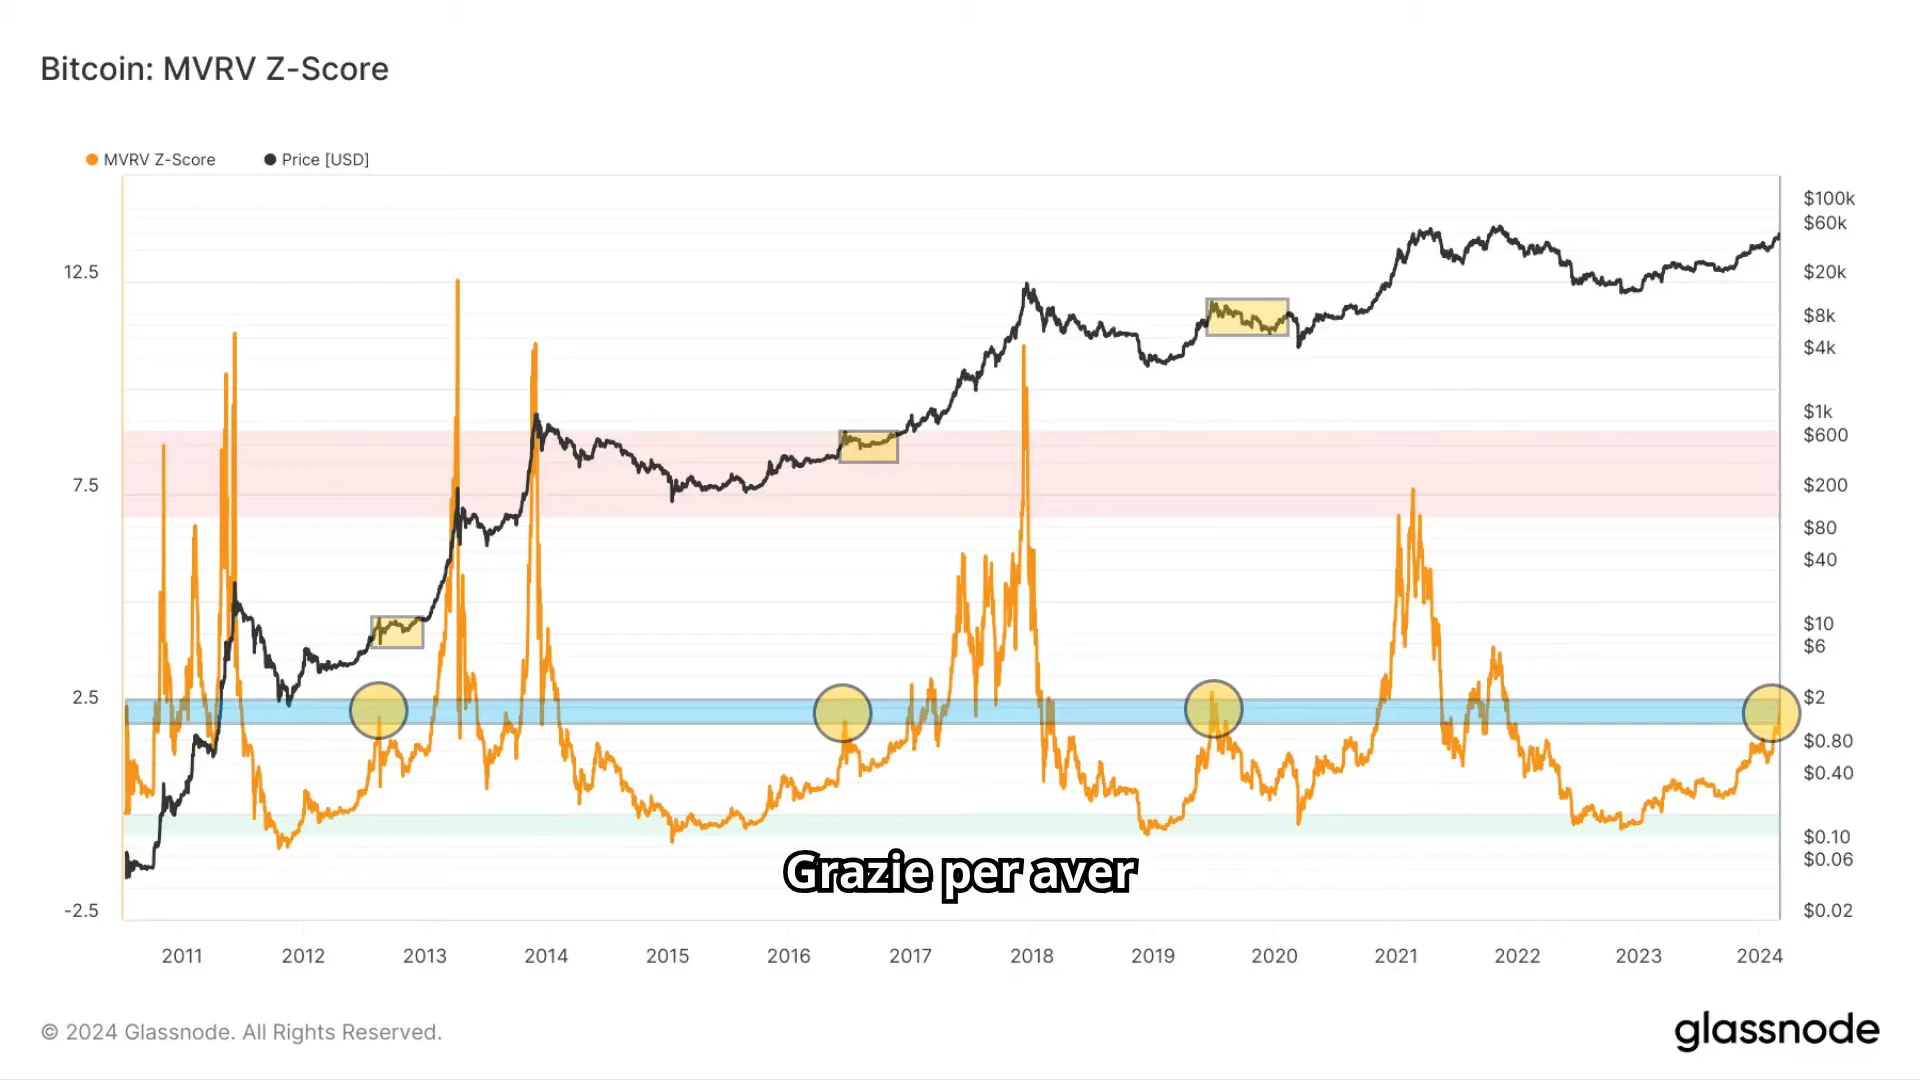 Bitcoin: MVRV Z-Score
MVRV Z-Score Price [USD]
12.5
7.5
2.5
-2.5
$100k
$60k
$20k
$8k
$4k
$1k
$600
$200
$80
$40
$10
$6
$2
$0.80
$0.40
$0.10
$0.06
$0.02
Grazie per aver
2011 2012 2013 2014 2015 2016 2017 2018 2019 2020 2021 2022 2023 2024
© 2024 Glassnode. All Rights Reserved.
glassnode